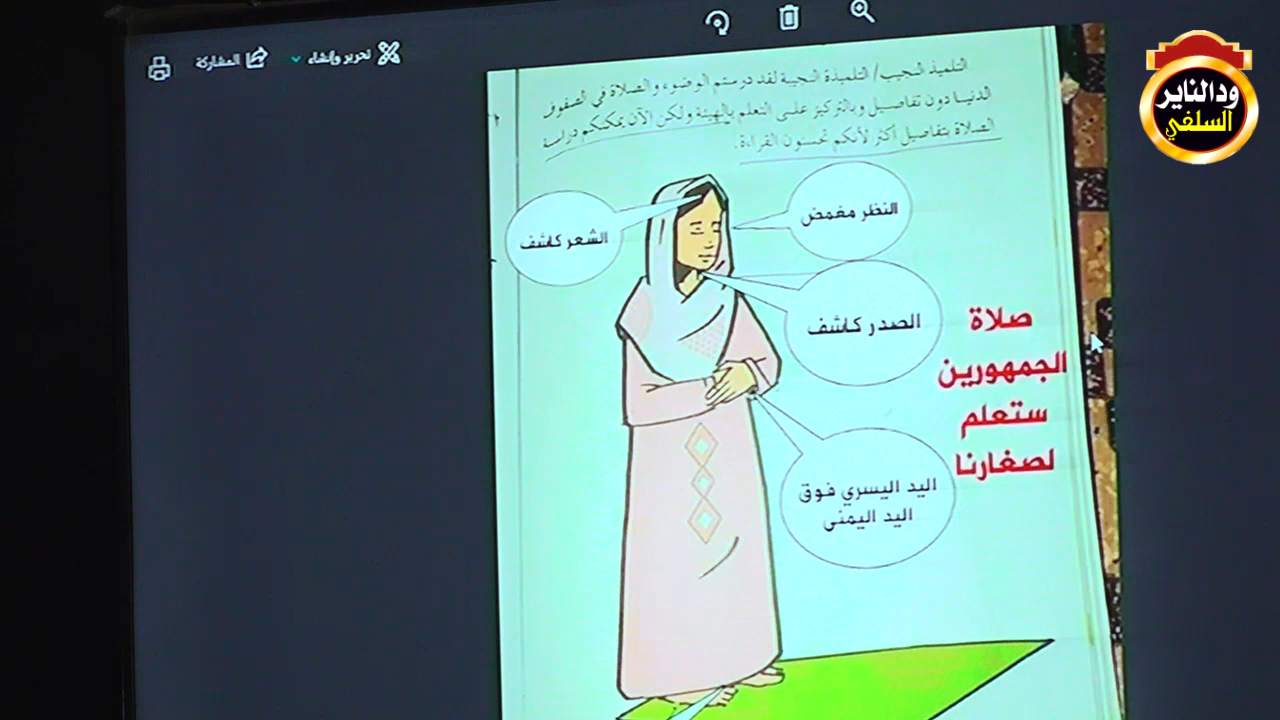 تحرير وإنشاء
المشاركة
ودالناير
السلفي
التلميذ النجيب/ التلميذة النجيبة لقد درستم الوضوء والصلاة في الصفوف
الدنيا دون تفاصيل وبالتركيز على التعلم بالهيئة ولكن الآن يمكنكم دراسة
الصلاة بتفاصيل أكثر لأنكم تحسنون القراءة.
النظر مغمض
الشعر كاشف
الصدر كاشف
صلاة
الجمهورين
ستعلم
لصغارنا
اليد اليسري فوق
اليد اليمنى